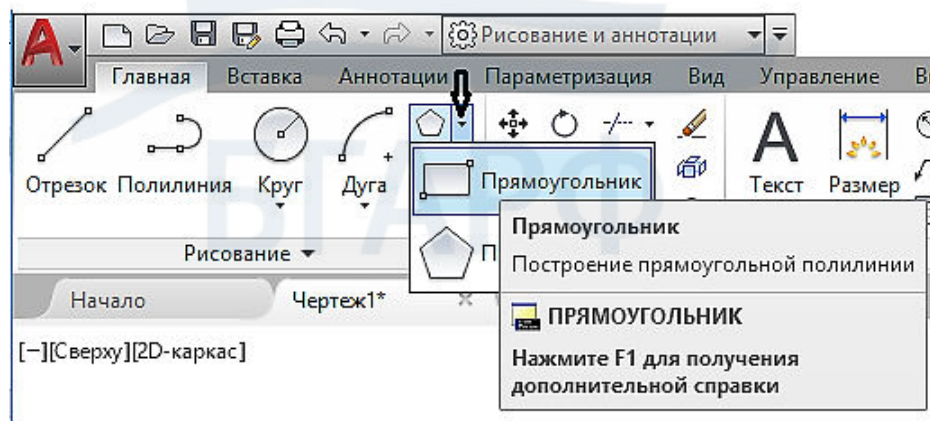 Рисование и аннотации
Главная Вставка Аннотации Параметризация Вид Управление В
Отрезок Полилиния Круг Дуга Текст Размер
Прямоугольник
П
Рисование
Прямоугольник
Построение прямоугольной полилинии
ПРЯМОУГОЛЬНИК
Нажмите F1 для получения
дополнительной справки
Начало Чертеж1*
[−][Сверху][2D-каркас]
БГАРФ